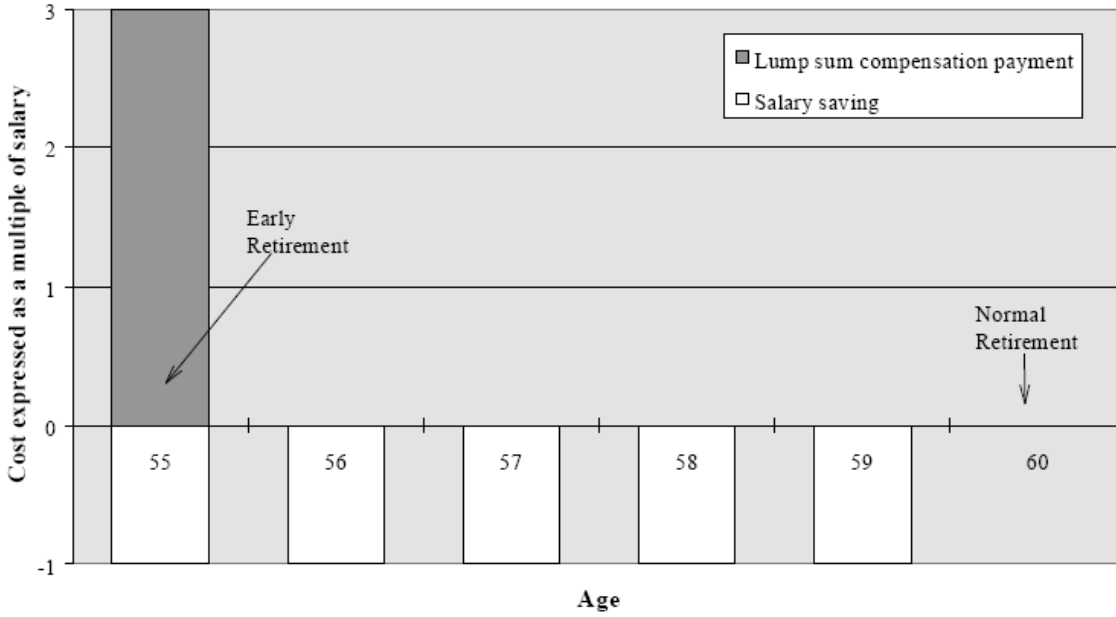 3
Lump sum compensation payment
Salary saving
2
Early
Retirement
1
Normal
Retirement
0
55
56
57
58
59
60
-1
Cost expressed as a multiple of salary
Age